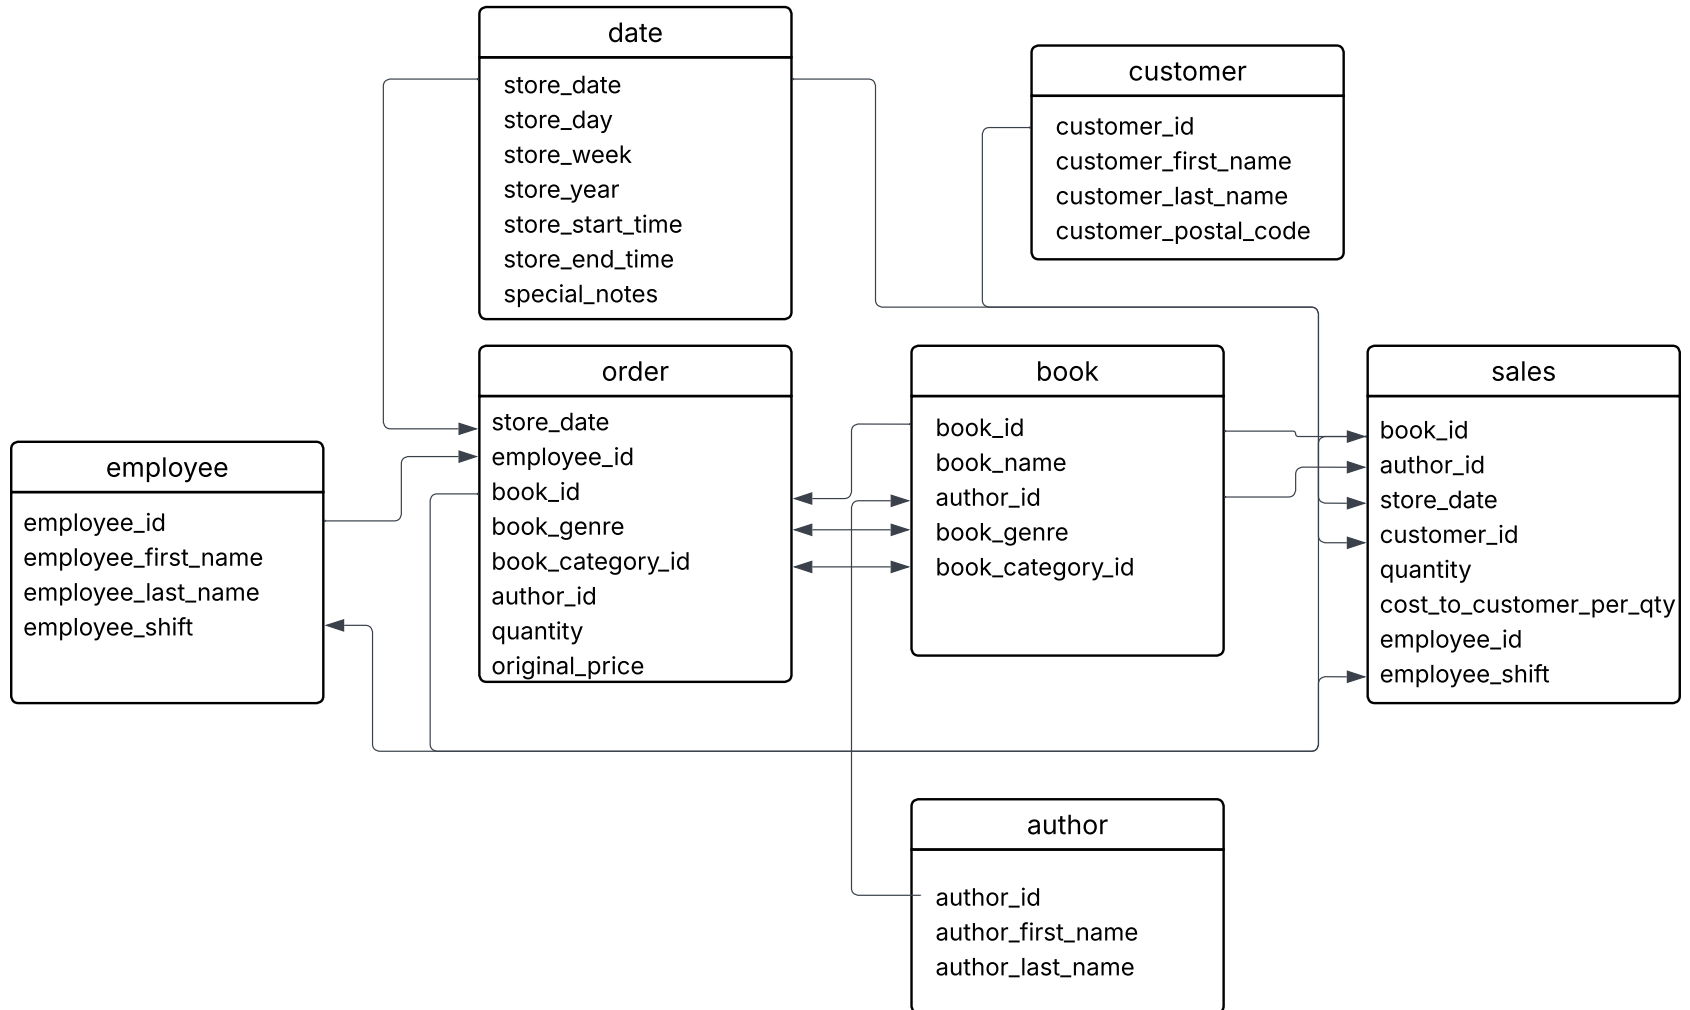 date
store_date
store_day
store_week
store_year
store_start_time
store_end_time
special_notes
customer
customer_id
customer_first_name
customer_last_name
customer_postal_code
employee
employee_id
employee_first_name
employee_last_name
employee_shift
order
store_date
employee_id
book_id
book_genre
book_category_id
author_id
quantity
original_price
book
book_id
book_name
author_id
book_genre
book_category_id
sales
book_id
author_id
store_date
customer_id
quantity
cost_to_customer_per_qty
employee_id
employee_shift
author
author_id
author_first_name
author_last_name